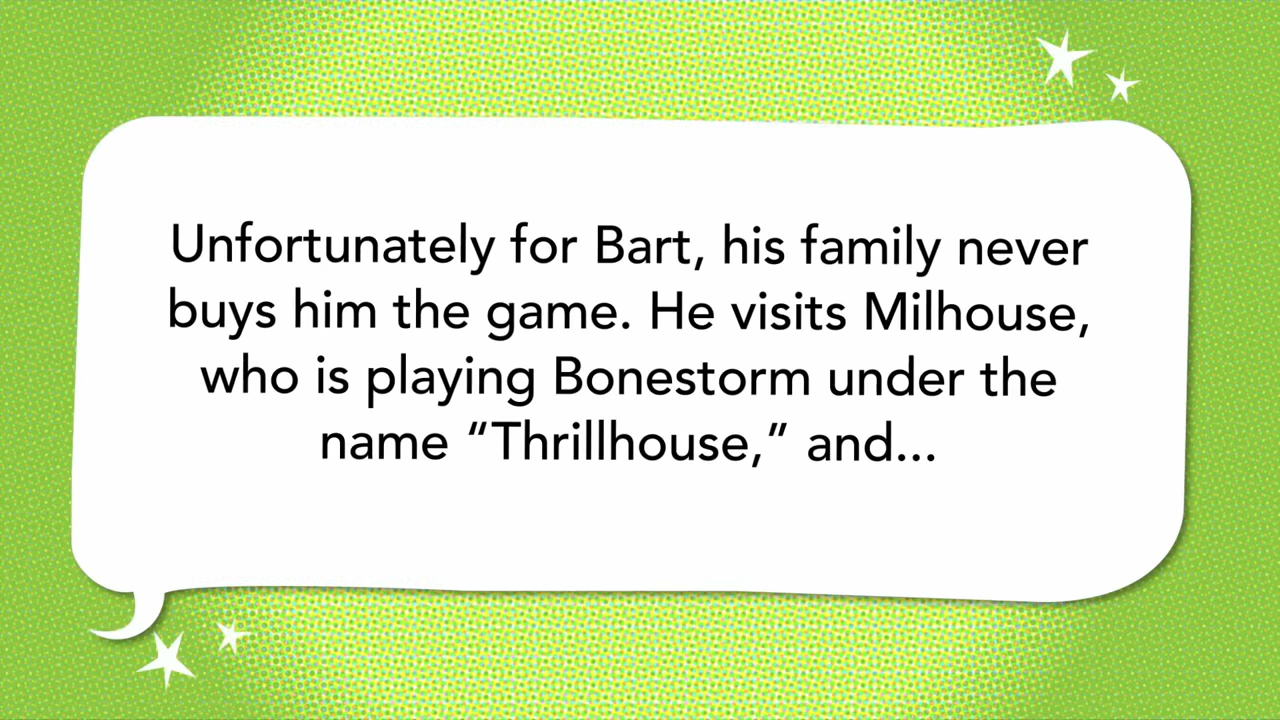 Unfortunately for Bart, his family never
buys him the game. He visits Milhouse,
who is playing Bonestorm under the
name “Thrillhouse,” and...